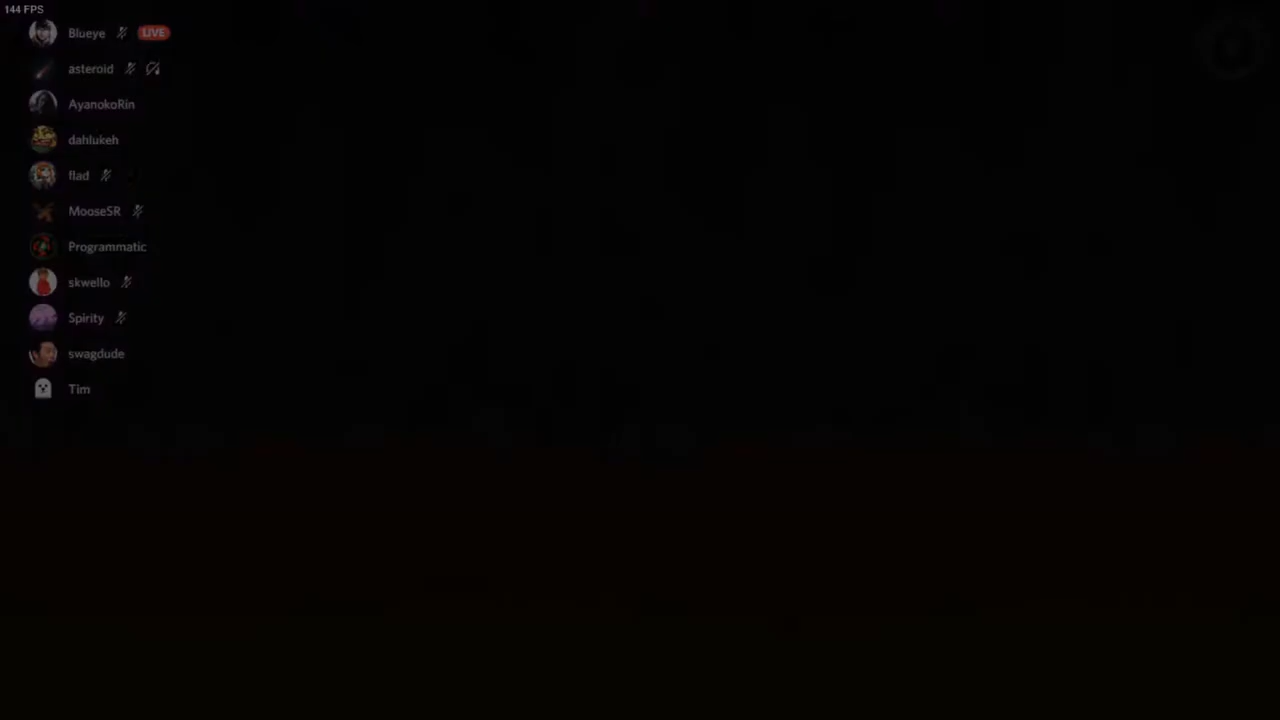 144 FPS
Blueye LIVE
asteroid
AyanokoRin
dahlukeh
flad
MooseSR
Programmatic
skwello
Spirity
swagdude
Tim